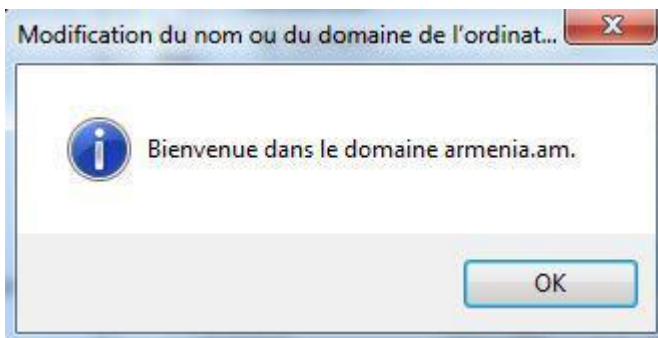 Modification du nom ou du domaine de l'ordinat...
Bienvenue dans le domaine armenia.am.
OK